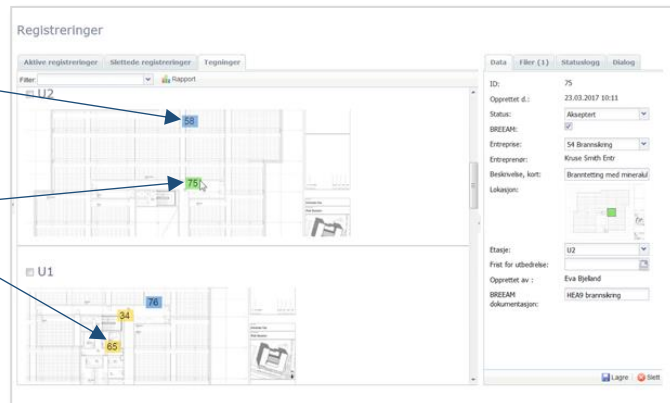 Registreringer
Aktive registreringer Slettede registreringer Tegninger
Filter: Rapport
U2
58
75
U1
76
34
65
Data Filer (1) Statuslogg Dialog
ID: 75
Opprettet d.: 23.03.2017 10:11
Status: Akseptert
BREEAM:
Entreprise: 54 Brannsikring
Entreprenør: Kruse Smith Entr
Beskrivelse, kort: Branntetting med mineralul
Lokasjon:
Etasje: U2
Frist for utbedrelse:
Opprettet av : Eva Bjelland
BREEAM HEA9 brannsikring
dokumentasjon:
Lagre Slett